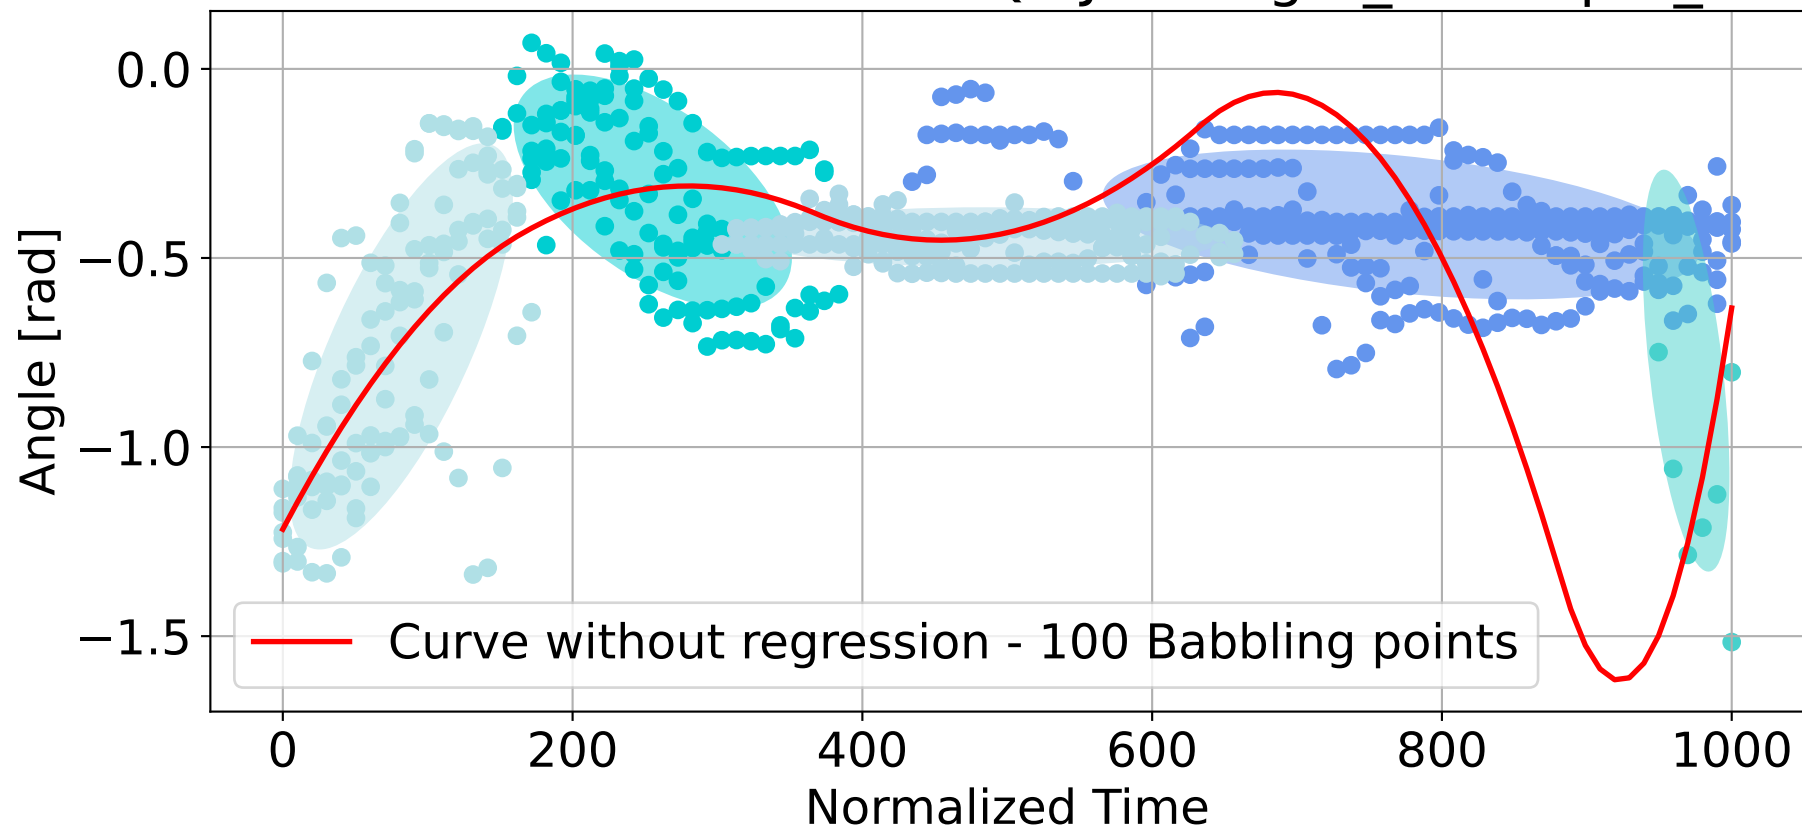 0.0
−0.5
−1.0
−1.5
Angle [rad]
Curve without regression - 100 Babbling points
0 200 400 600 800 1000
Normalized Time